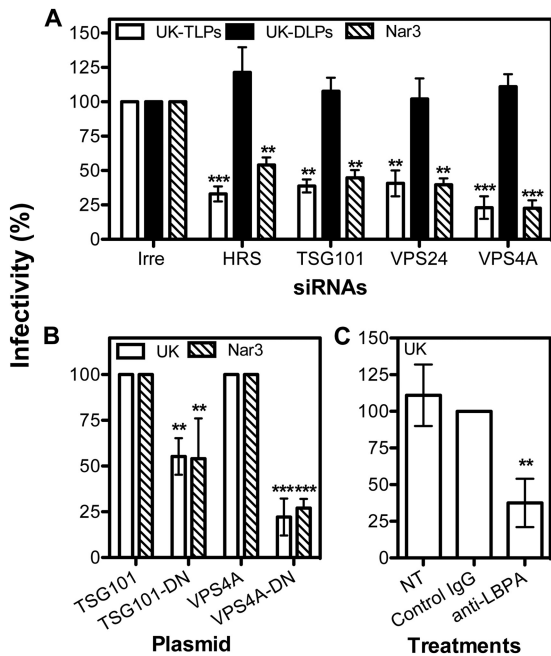 A
UK-TLPs UK-DLPs Nar3
150
125
100
75
50
25
0
*** ** ** ** ** ** *** ***
Irre HRS TSG101 VPS24 VPS4A
siRNAs
Infectivity (%)
B
UK Nar3
100
75
50
25
0
** ** *** ***
TSG101 TSG101-DN VPS4A VPS4A-DN
Plasmid
C
UK
150
125
100
75
50
25
0
**
NT Control IgG anti-LBPA
Treatments